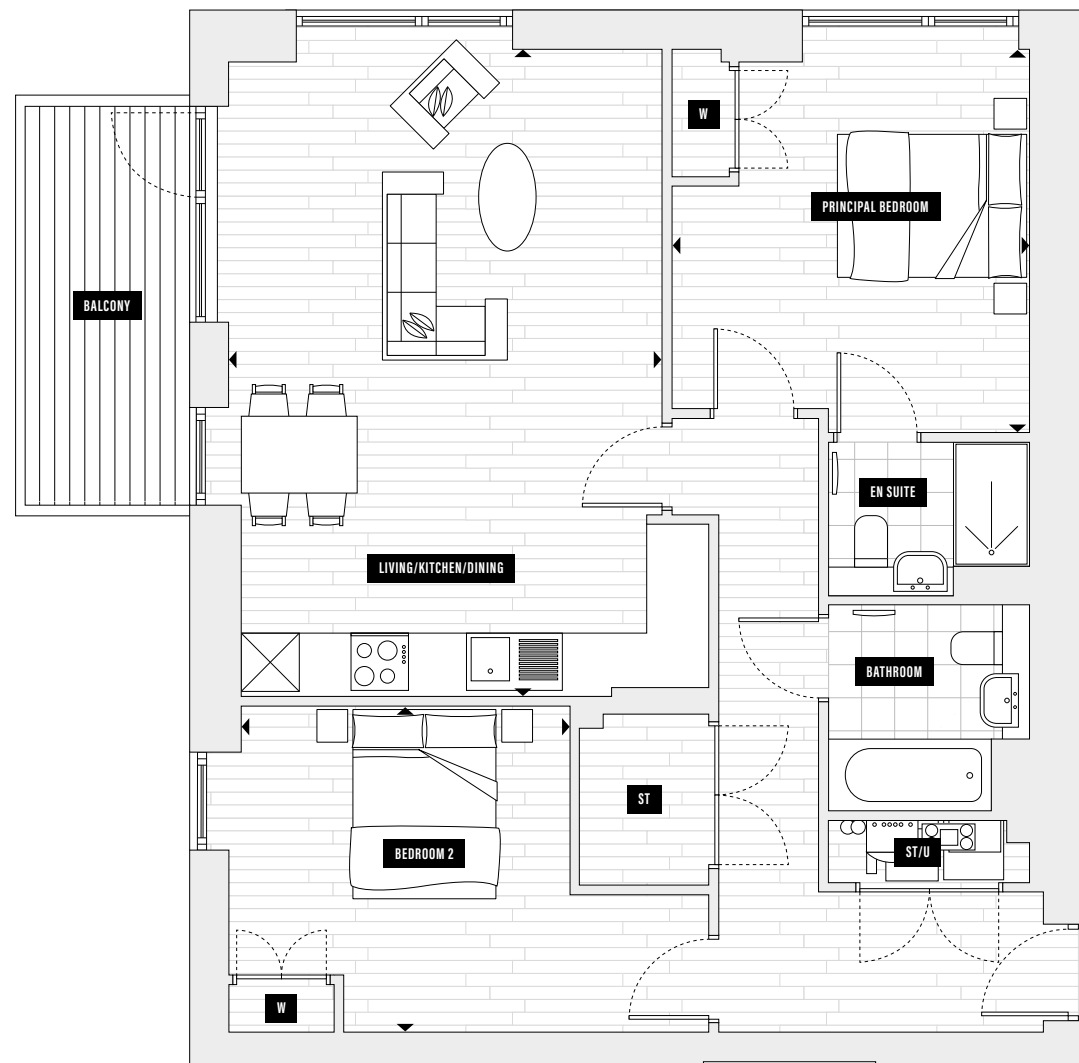 W
PRINCIPAL BEDROOM
BALCONY
EN SUITE
LIVING/KITCHEN/DINING
BATHROOM
ST
BEDROOM 2
ST/U
W